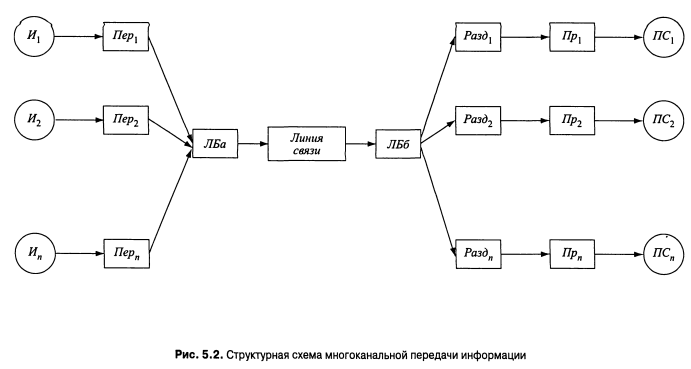 И1 Пер1 Разд1 Пр1 ПС1
И2 Пер2 Разд2 Пр2 ПС2
ЛБа Линия связи ЛБб
Иn Перn Раздn Прn ПСn
Рис. 5.2. Структурная схема многоканальной передачи информации